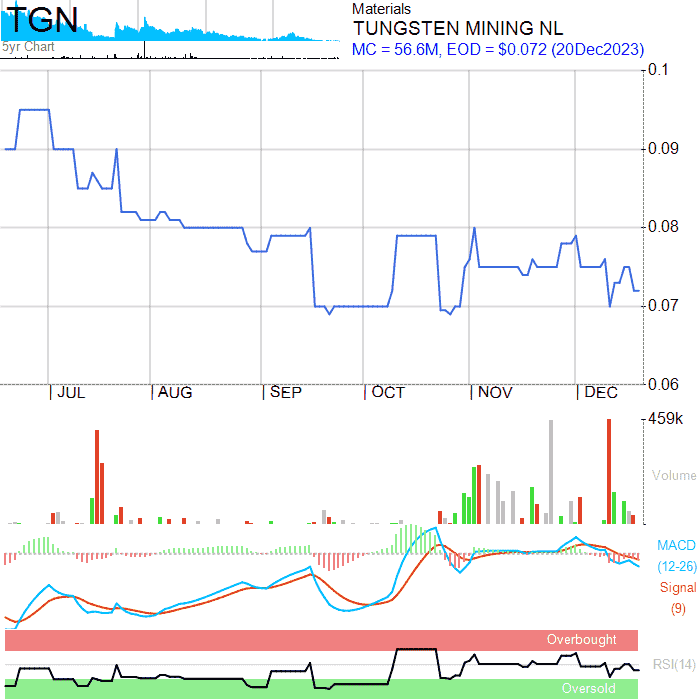 TGN
5yr Chart
Materials
TUNGSTEN MINING NL
MC = 56.6M, EOD = $0.072 (20Dec2023)
0.1
0.09
0.08
0.07
0.06
JUL AUG SEP OCT NOV DEC
459k
Volume
MACD
(12-26)
Signal
(9)
Overbought
RSI(14)
Oversold